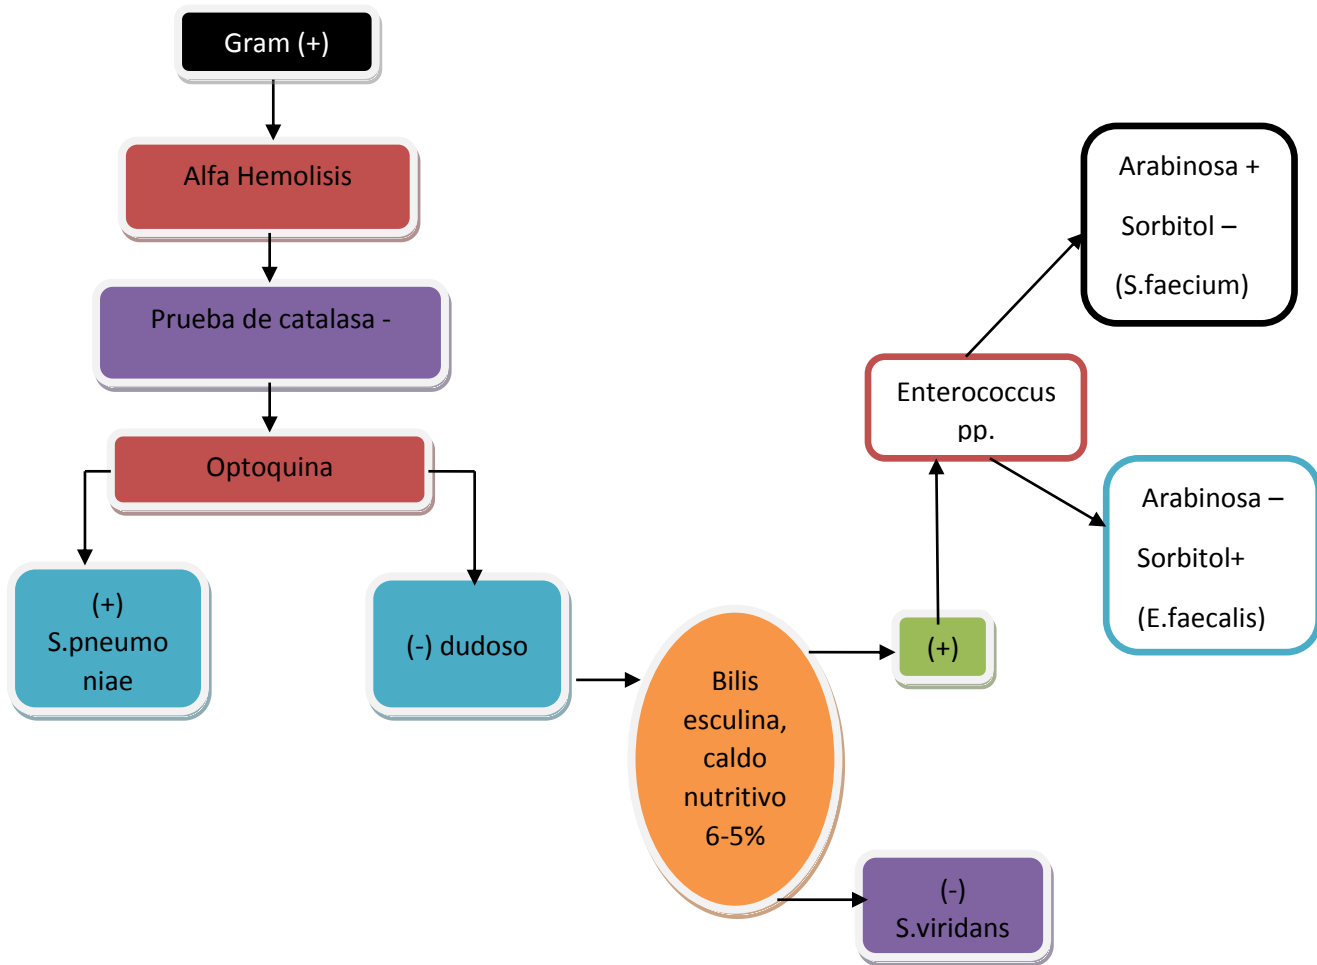 Gram (+)
Alfa Hemolisis
Prueba de catalasa -
Optoquina
(+)
S.pneumo
niae
(-) dudoso
Bilis
esculina,
caldo
nutritivo
6-5%
(+)
(-)
S.viridans
Enterococcus
pp.
Arabinosa +
Sorbitol –
(S.faecium)
Arabinosa –
Sorbitol+
(E.faecalis)